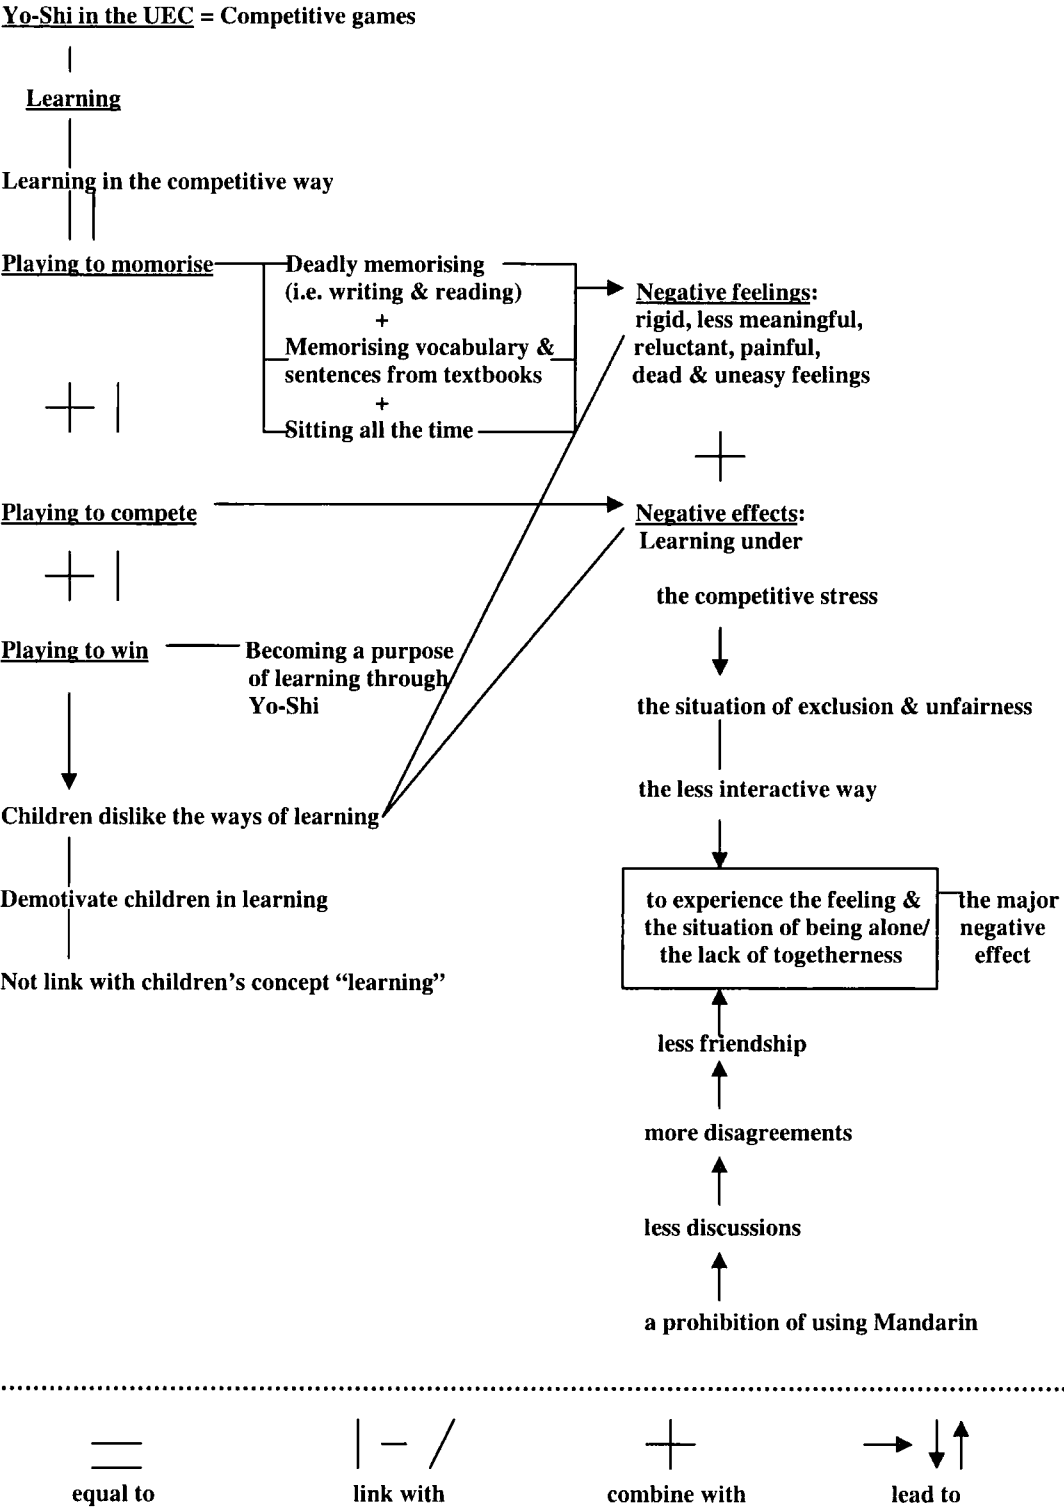 Yo-Shi in the UEC = Competitive games
Learning
Learning in the competitive way
Playing to momorise
Deadly memorising
(i.e. writing & reading)
+
Memorising vocabulary &
sentences from textbooks
+
Sitting all the time
Negative feelings:
rigid, less meaningful,
reluctant, painful,
dead & uneasy feelings
Playing to compete
Negative effects:
Learning under
the competitive stress
Playing to win
Becoming a purpose
of learning through
Yo-Shi
the situation of exclusion & unfairness
the less interactive way
Children dislike the ways of learning
Demotivate children in learning
Not link with children's concept “learning”
to experience the feeling &
the situation of being alone/
the lack of togetherness
the major
negative
effect
less friendship
more disagreements
less discussions
a prohibition of using Mandarin
equal to
link with
combine with
lead to